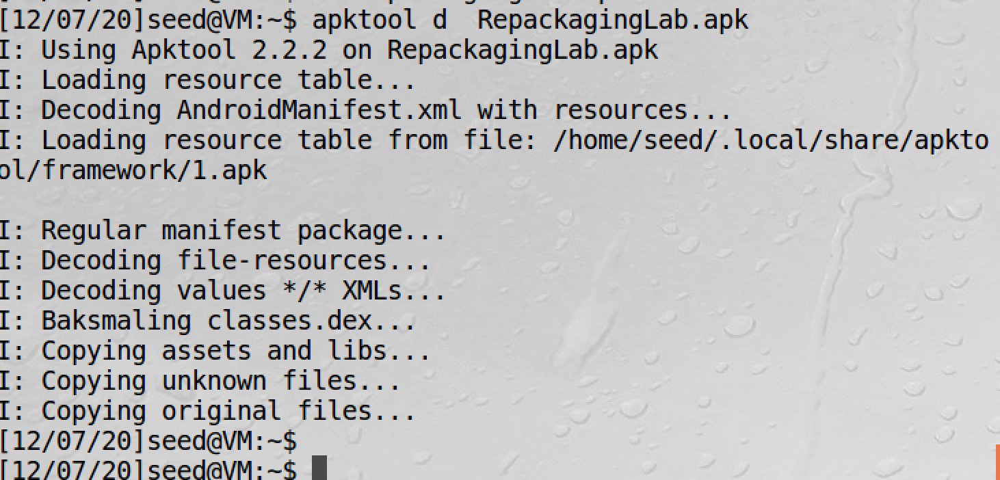 [12/07/20]seed@VM:~$ apktool d  RepackagingLab.apk
I: Using Apktool 2.2.2 on RepackagingLab.apk
I: Loading resource table...
I: Decoding AndroidManifest.xml with resources...
I: Loading resource table from file: /home/seed/.local/share/apkto
ol/framework/1.apk
I: Regular manifest package...
I: Decoding file-resources...
I: Decoding values */* XMLs...
I: Baksmaling classes.dex...
I: Copying assets and libs...
I: Copying unknown files...
I: Copying original files...
[12/07/20]seed@VM:~$
[12/07/20]seed@VM:~$